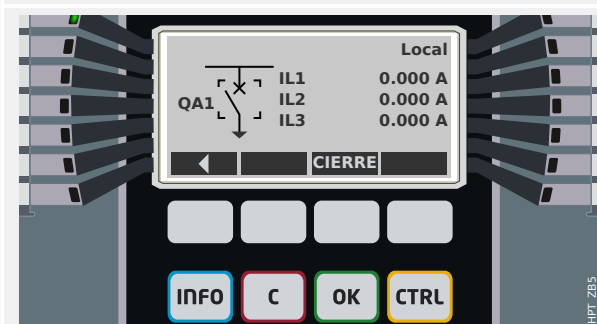 Local
IL1 0.000 A
QA1 IL2 0.000 A
IL3 0.000 A
CIERRE
INFO C OK CTRL
HPT ZB5